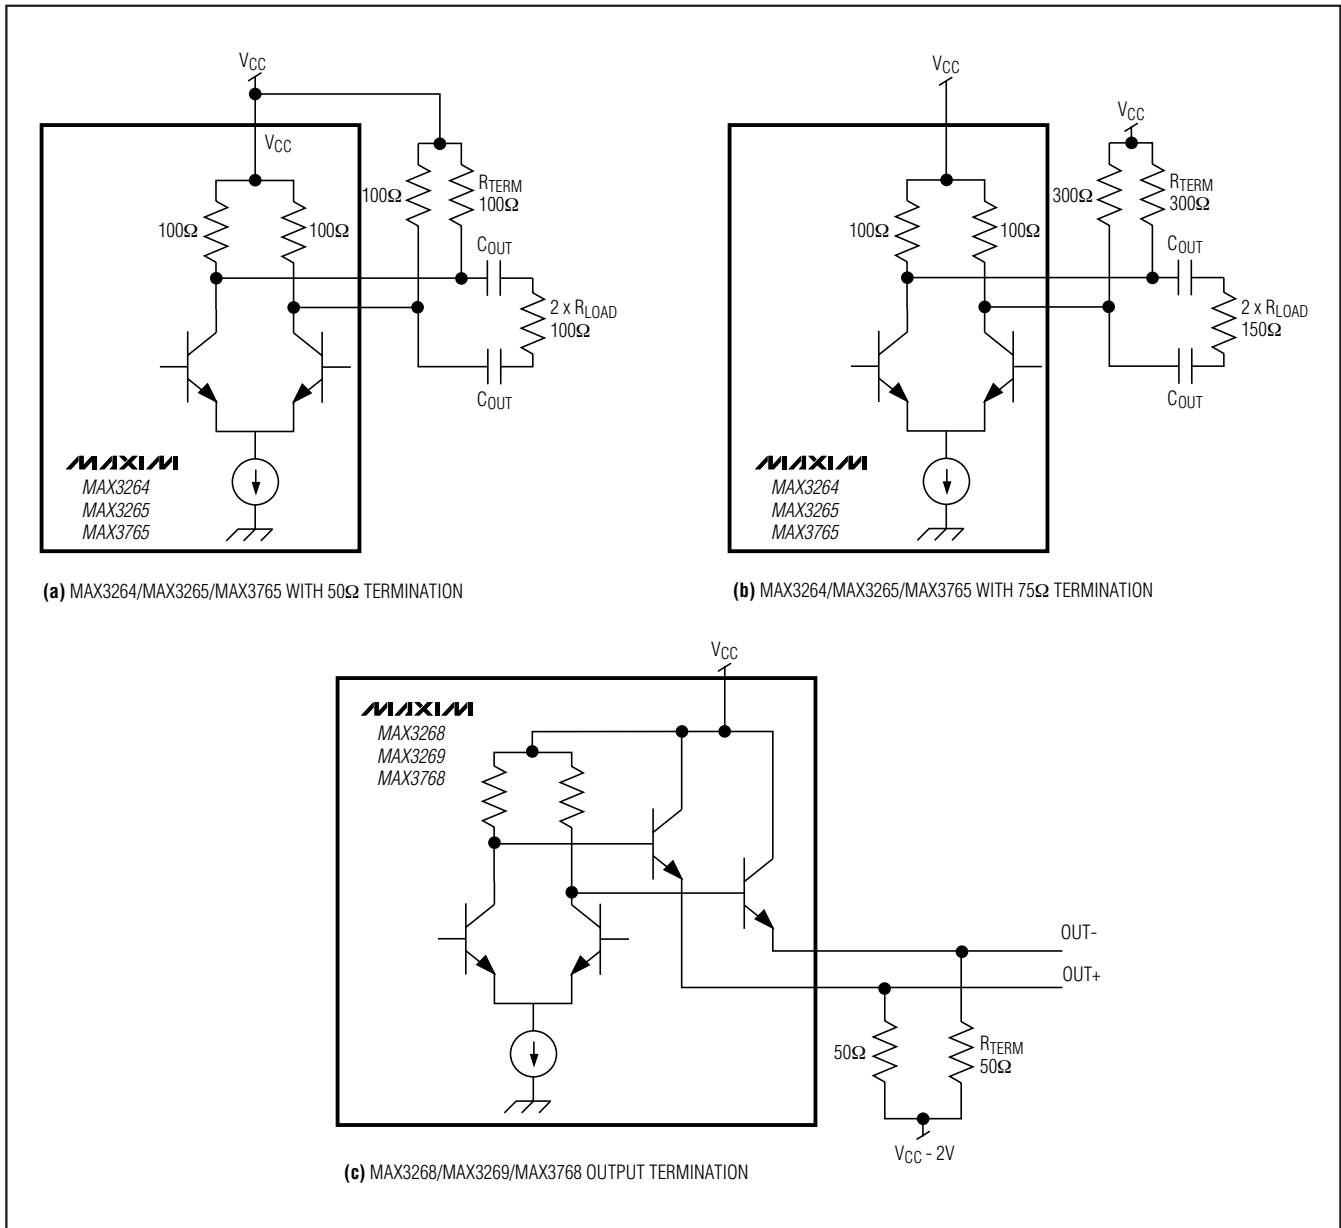 VCC
VCC
100Ω
100Ω
100Ω
RTERM
100Ω
COUT
2 x RLOAD
100Ω
COUT
MAXIM
MAX3264
MAX3265
MAX3765
(a) MAX3264/MAX3265/MAX3765 WITH 50Ω TERMINATION
VCC
VCC
100Ω
100Ω
300Ω
RTERM
300Ω
COUT
2 x RLOAD
150Ω
COUT
MAXIM
MAX3264
MAX3265
MAX3765
(b) MAX3264/MAX3265/MAX3765 WITH 75Ω TERMINATION
VCC
MAXIM
MAX3268
MAX3269
MAX3768
OUT-
OUT+
50Ω
RTERM
50Ω
VCC - 2V
(c) MAX3268/MAX3269/MAX3768 OUTPUT TERMINATION